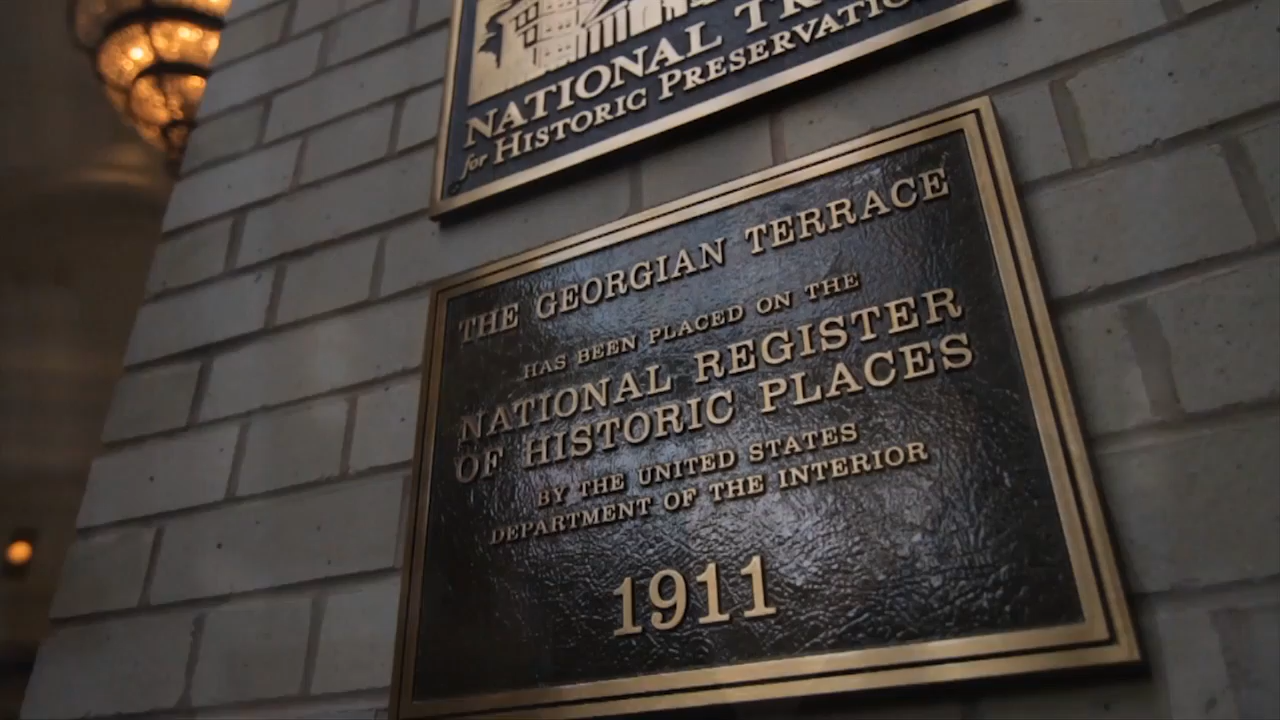 NATIONAL TR
for HISTORIC PRESERVATIO
THE GEORGIAN TERRACE
HAS BEEN PLACED ON THE
NATIONAL REGISTER
OF HISTORIC PLACES
BY THE UNITED STATES
DEPARTMENT OF THE INTERIOR
1911